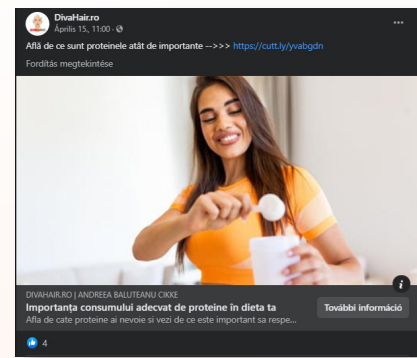 DivaHair.ro
Április 15., 11:00 ·
Află de ce sunt proteinele atât de importante -->>> https://cutt.ly/yvabgdn
Fordítás megtekintése
DIVAHAIR.RO | ANDREEA BALUTEANU CIKKE
Importanța consumului adecvat de proteine în dieta ta
Afla de cate proteine ai nevoie si vezi de ce este important sa respe...
További információ
4